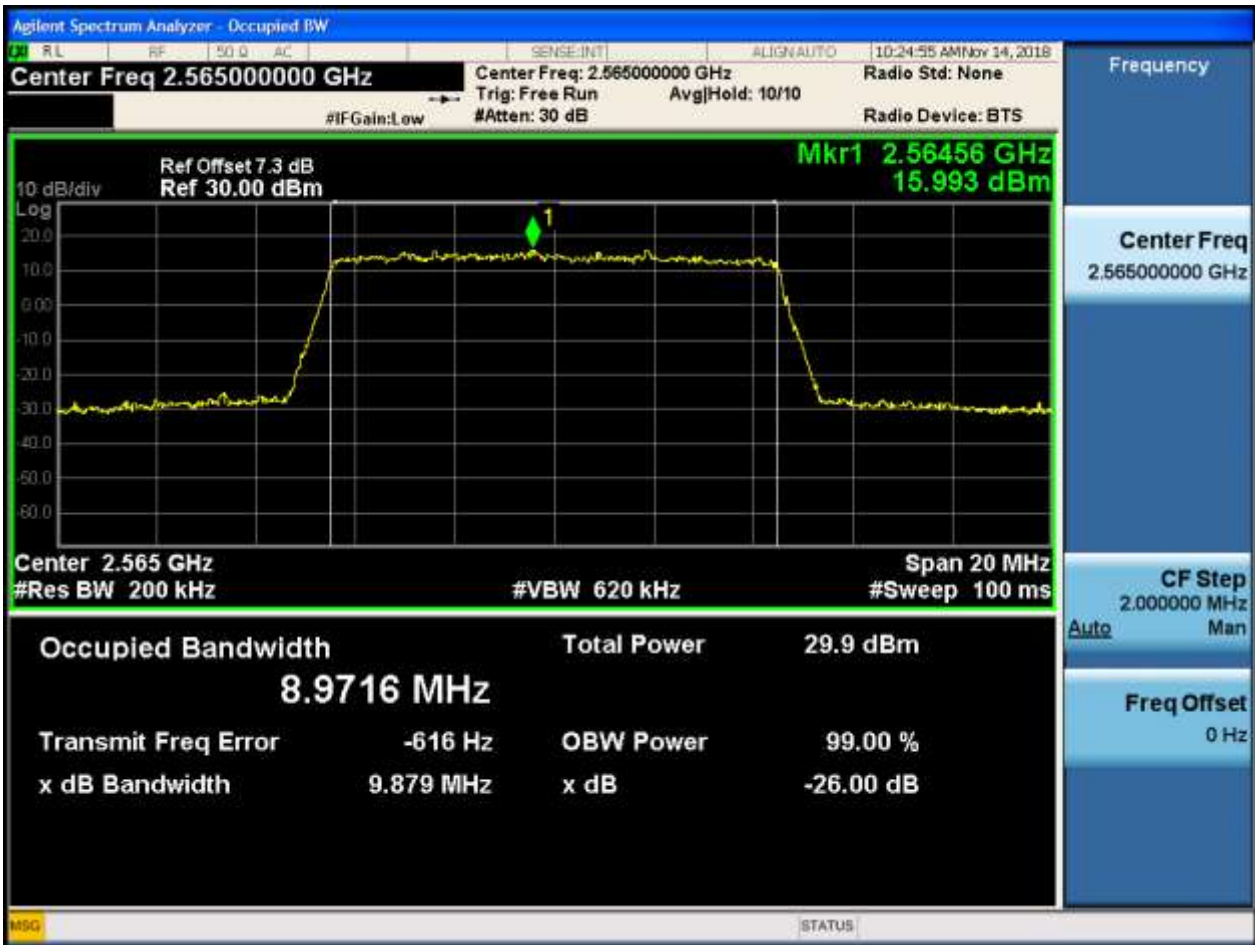 Agilent Spectrum Analyzer - Occupied BW
RL RF 50 Ω AC SENSE:INT ALIGN AUTO 10:24:55 AM Nov 14, 2018
Center Freq 2.565000000 GHz
Center Freq: 2.565000000 GHz
Radio Std: None
Trig: Free Run Avg|Hold: 10/10
#IFGain:Low
#Atten: 30 dB
Radio Device: BTS
Frequency
Mkr1 2.56456 GHz
15.993 dBm
Ref Offset 7.3 dB
10 dB/div Ref 30.00 dBm
Log
1
20.0
10.0
0.00
-10.0
-20.0
-30.0
-40.0
-50.0
-60.0
Center 2.565 GHz Span 20 MHz
#Res BW 200 kHz #VBW 620 kHz #Sweep 100 ms
Center Freq
2.565000000 GHz
CF Step
2.000000 MHz
Auto Man
Freq Offset
0 Hz
Occupied Bandwidth Total Power 29.9 dBm
8.9716 MHz
Transmit Freq Error -616 Hz OBW Power 99.00 %
x dB Bandwidth 9.879 MHz x dB -26.00 dB
MSG STATUS